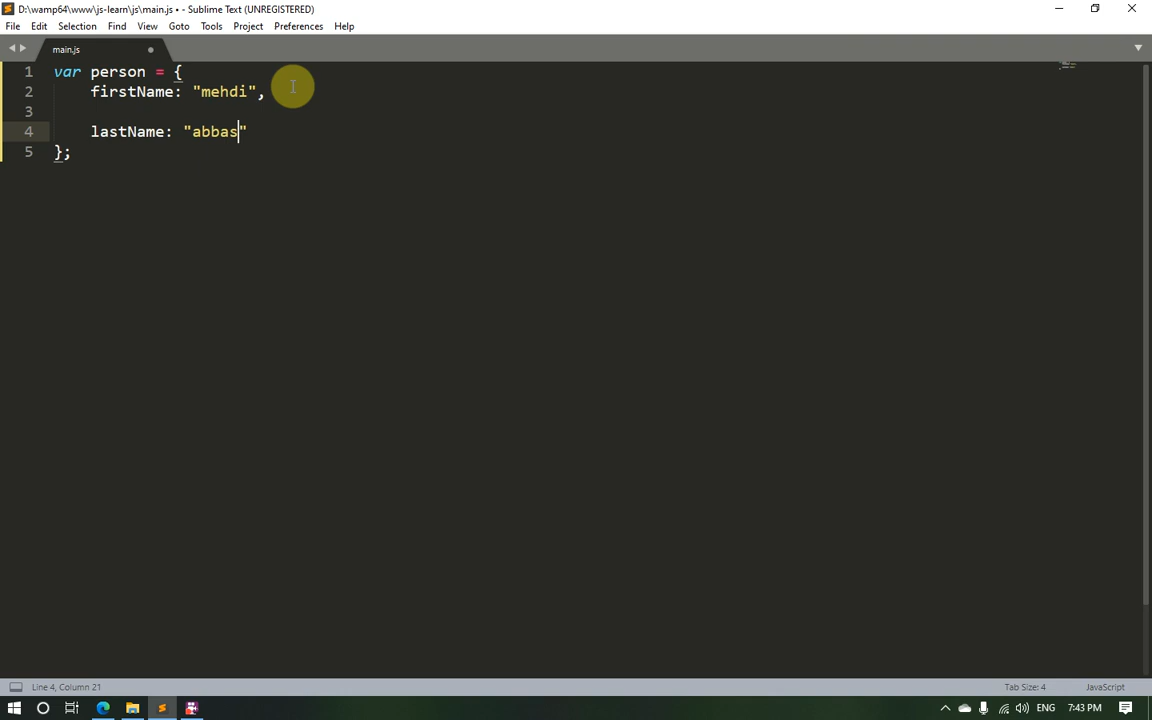 D:\wamp64\www\js-learn\js\main.js • - Sublime Text (UNREGISTERED)
File Edit Selection Find View Goto Tools Project Preferences Help
main.js
1 var person = {
2 firstName: "mehdi",
3
4 lastName: "abbas"
5 };
Line 4, Column 21 Tab Size: 4 JavaScript
ENG 7:43 PM